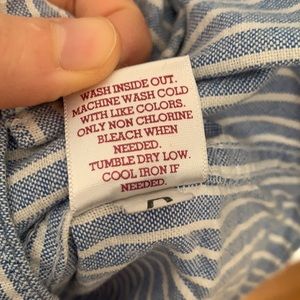 WASH INSIDE OUT.
MACHINE WASH COLD
WITH LIKE COLORS.
ONLY NON CHLORINE
BLEACH WHEN
NEEDED.
TUMBLE DRY LOW.
COOL IRON IF
NEEDED.